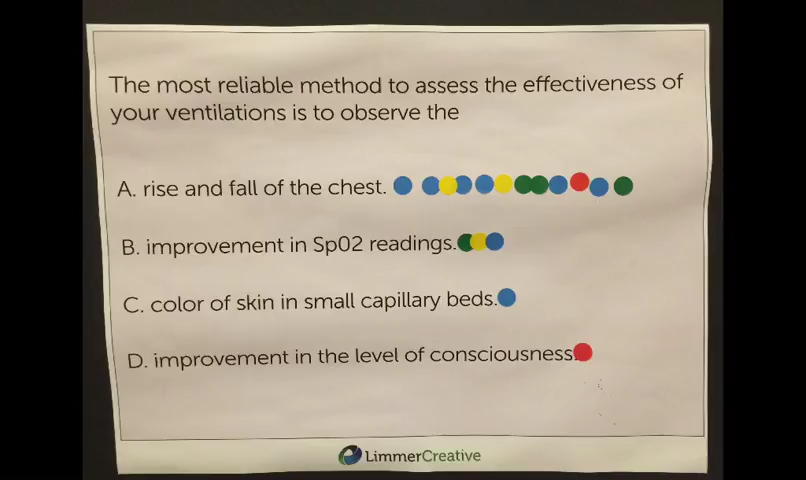 The most reliable method to assess the effectiveness of
your ventilations is to observe the
A. rise and fall of the chest.
B. improvement in Sp02 readings.
C. color of skin in small capillary beds.
D. improvement in the level of consciousness.
LimmerCreative